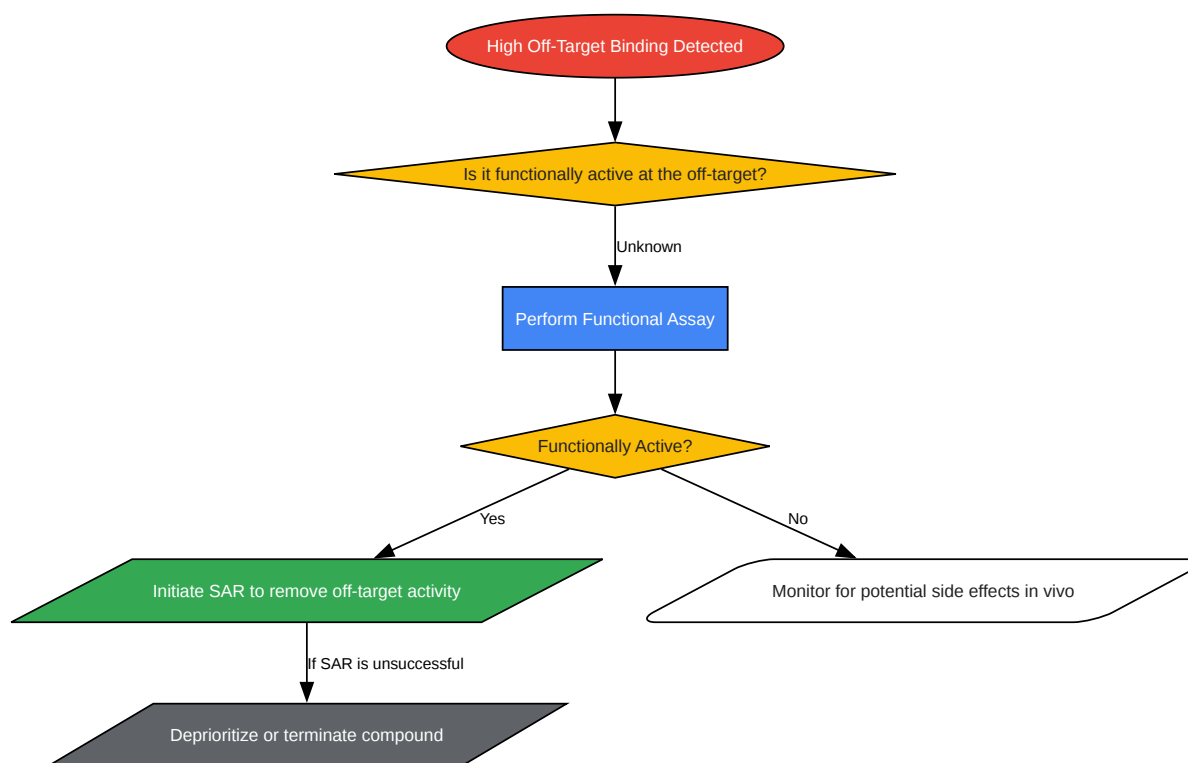 High Off-Target Binding Detected
Is it functionally active at the off-target?
Unknown
Perform Functional Assay
Functionally Active?
Yes
No
Initiate SAR to remove off-target activity
Monitor for potential side effects in vivo
If SAR is unsuccessful
Deprioritize or terminate compound